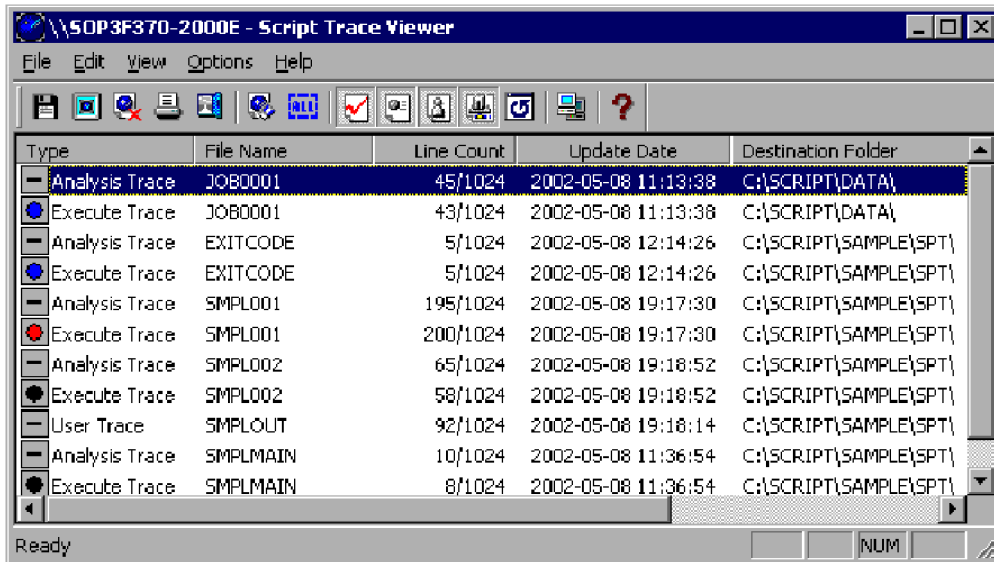 \\SOP3F370-2000E - Script Trace Viewer
File Edit View Options Help
ALL ?
Type File Name Line Count Update Date Destination Folder
Analysis Trace JOB0001 45/1024 2002-05-08 11:13:38 C:\SCRIPT\DATA\
Execute Trace JOB0001 43/1024 2002-05-08 11:13:38 C:\SCRIPT\DATA\
Analysis Trace EXITCODE 5/1024 2002-05-08 12:14:26 C:\SCRIPT\SAMPLE\SPT\
Execute Trace EXITCODE 5/1024 2002-05-08 12:14:26 C:\SCRIPT\SAMPLE\SPT\
Analysis Trace SMPL001 195/1024 2002-05-08 19:17:30 C:\SCRIPT\SAMPLE\SPT\
Execute Trace SMPL001 200/1024 2002-05-08 19:17:30 C:\SCRIPT\SAMPLE\SPT\
Analysis Trace SMPL002 65/1024 2002-05-08 19:18:52 C:\SCRIPT\SAMPLE\SPT\
Execute Trace SMPL002 58/1024 2002-05-08 19:18:52 C:\SCRIPT\SAMPLE\SPT\
User Trace SMPLOUT 92/1024 2002-05-08 19:18:14 C:\SCRIPT\SAMPLE\SPT\
Analysis Trace SMPLMAIN 10/1024 2002-05-08 11:36:54 C:\SCRIPT\SAMPLE\SPT\
Execute Trace SMPLMAIN 8/1024 2002-05-08 11:36:54 C:\SCRIPT\SAMPLE\SPT\
Ready NUM